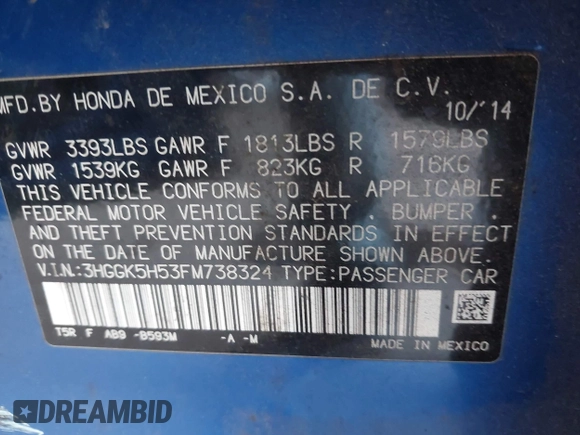 MFD.BY HONDA DE MEXICO S.A. DE C.V.
10/'14
GVWR 3393LBS GAWR F 1813LBS R 1579LBS
GVWR 1539KG GAWR F 823KG R 716KG
THIS VEHICLE CONFORMS TO ALL APPLICABLE
FEDERAL MOTOR VEHICLE SAFETY , BUMPER ,
AND THEFT PREVENTION STANDARDS IN EFFECT
ON THE DATE OF MANUFACTURE SHOWN ABOVE.
V.I.N.:3HGGK5H53FM738324 TYPE:PASSENGER CAR
T5R F AB9 -B593M -A -M
MADE IN MEXICO
DREAMBID